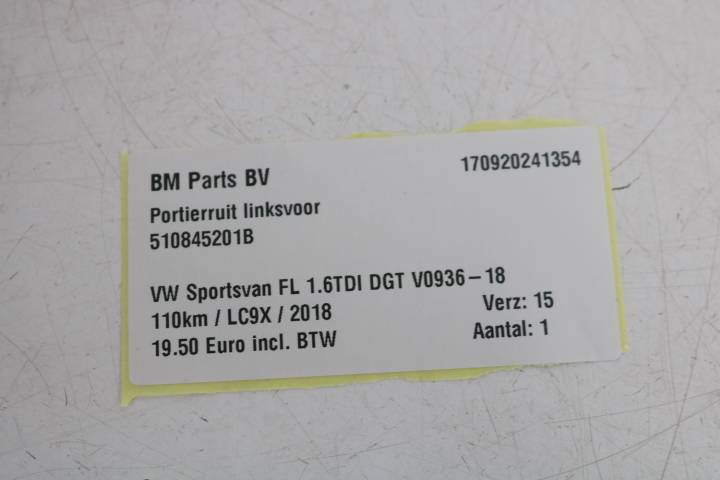 BM Parts BV 170920241354
Portierruit linksvoor
510845201B
VW Sportsvan FL 1.6TDI DGT V0936-18
110km / LC9X / 2018 Verz: 15
19.50 Euro incl. BTW Aantal: 1